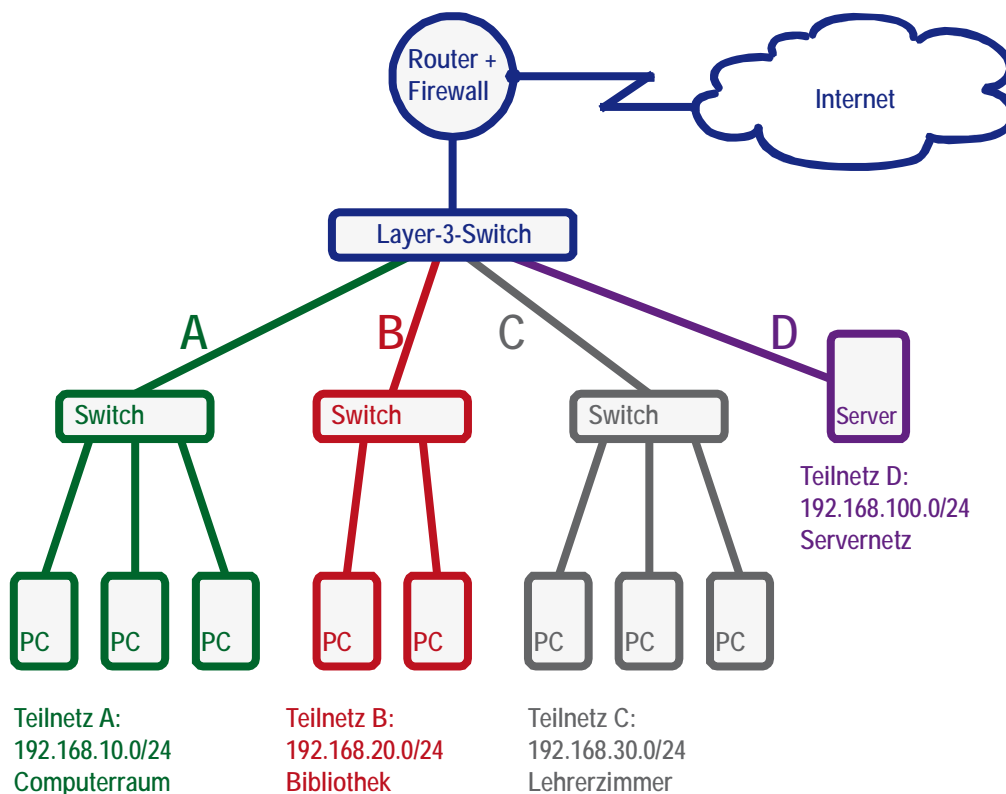 Router +
Firewall
Internet
Layer-3-Switch
A
B
C
D
Switch
Switch
Switch
Server
Teilnetz D:
192.168.100.0/24
Servernetz
PC
PC
PC
PC
PC
PC
PC
PC
Teilnetz A:
192.168.10.0/24
Computerraum
Teilnetz B:
192.168.20.0/24
Bibliothek
Teilnetz C:
192.168.30.0/24
Lehrerzimmer